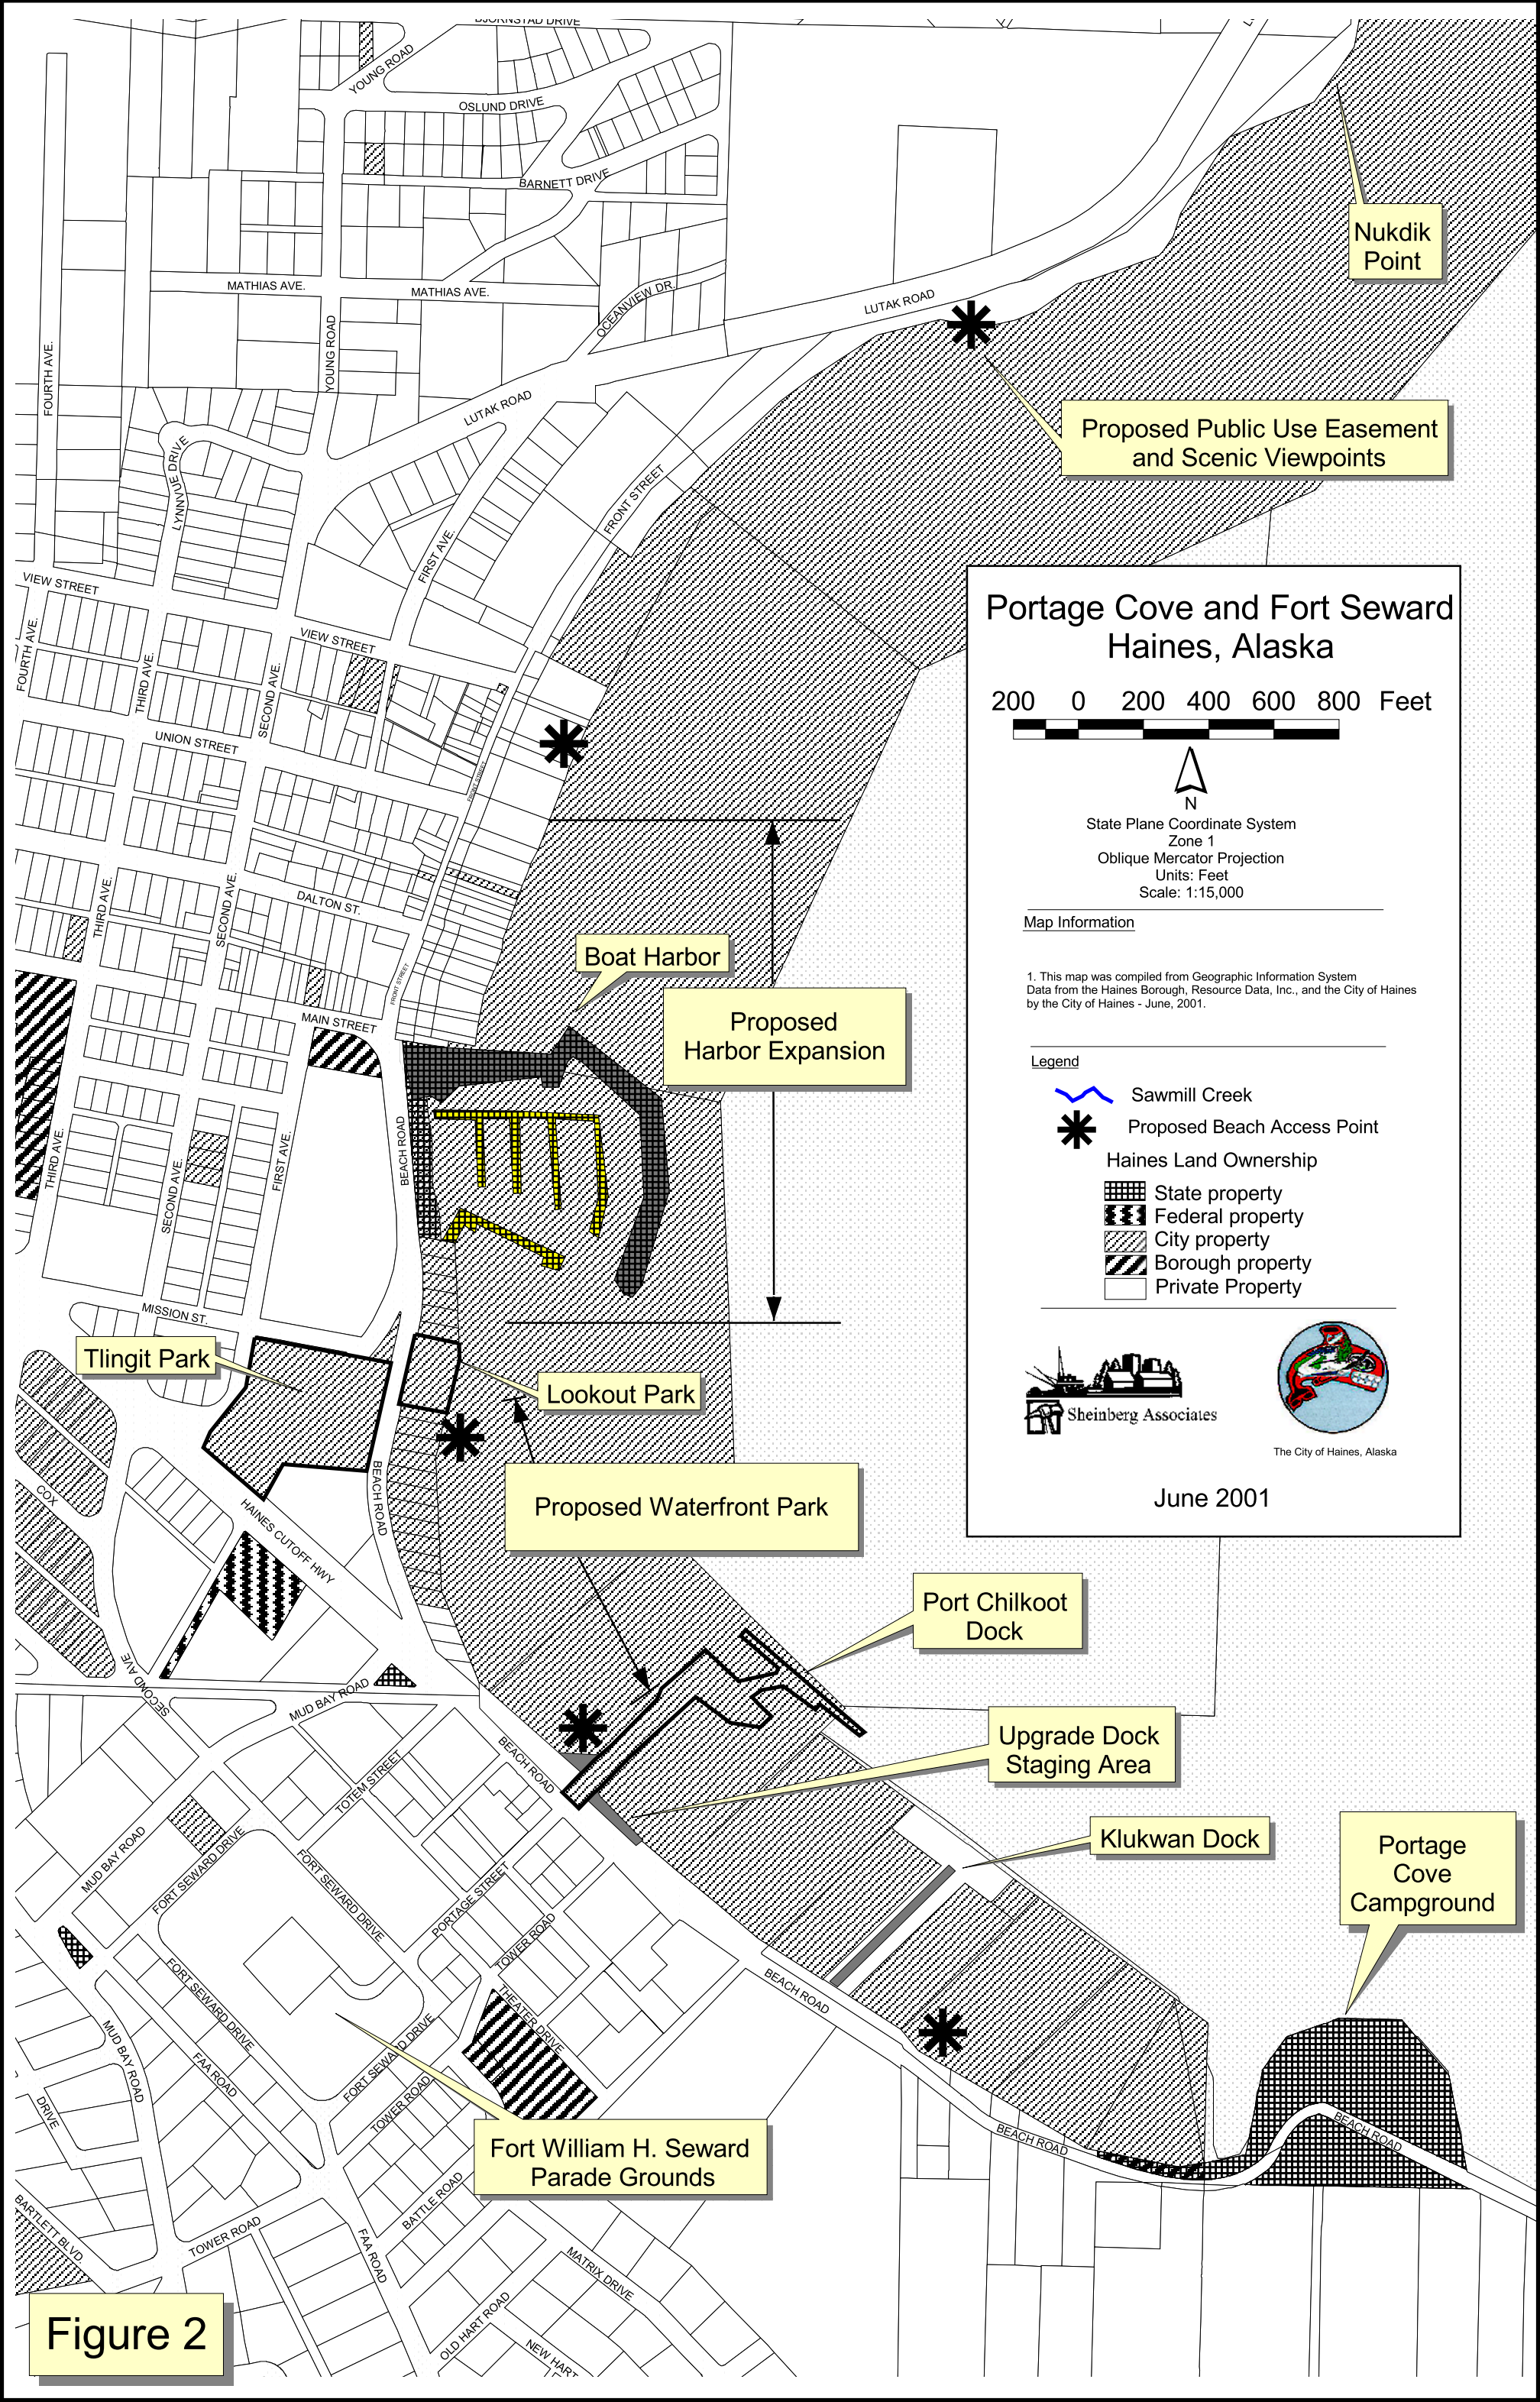 BJORNSTAD DRIVE
YOUNG ROAD
OSLUND DRIVE
BARNETT DRIVE
Nukdik
Point
MATHIAS AVE.
MATHIAS AVE.
OCEANVIEW DR.
LUTAK ROAD
FOURTH AVE.
YOUNG ROAD
LUTAK ROAD
Proposed Public Use Easement
and Scenic Viewpoints
LYNNVUE DRIVE
FRONT STREET
FIRST AVE.
VIEW STREET
VIEW STREET
FOURTH AVE.
THIRD AVE.
SECOND AVE.
UNION STREET
FRONT STREET
Portage Cove and Fort Seward
Haines, Alaska
200 0 200 400 600 800 Feet
N
State Plane Coordinate System
Zone 1
Oblique Mercator Projection
Units: Feet
Scale: 1:15,000
Map Information
1. This map was compiled from Geographic Information System
Data from the Haines Borough, Resource Data, Inc., and the City of Haines
by the City of Haines - June, 2001.
Legend
Sawmill Creek
Proposed Beach Access Point
Haines Land Ownership
State property
Federal property
City property
Borough property
Private Property
Sheinberg Associates
The City of Haines, Alaska
June 2001
THIRD AVE.
SECOND AVE.
DALTON ST.
FRONT STREET
Boat Harbor
MAIN STREET
Proposed
Harbor Expansion
THIRD AVE.
SECOND AVE.
FIRST AVE.
BEACH ROAD
MISSION ST.
Tlingit Park
Lookout Park
COX
HAINES CUTOFF HWY
BEACH ROAD
Proposed Waterfront Park
Port Chilkoot
Dock
SECOND AVE
MUD BAY ROAD
BEACH ROAD
Upgrade Dock
Staging Area
TOTEM STREET
Klukwan Dock
Portage
Cove
Campground
MUD BAY ROAD
FORT SEWARD DRIVE
FORT SEWARD DRIVE
PORTAGE STREET
TOWER ROAD
THEATER DRIVE
BEACH ROAD
FORT SEWARD DRIVE
FORT SEWARD DRIVE
MUD BAY ROAD
FAA ROAD
TOWER ROAD
DRIVE
BEACH ROAD
BEACH ROAD
Fort William H. Seward
Parade Grounds
BATTLE ROAD
BARTLETT BLVD.
TOWER ROAD
FAA ROAD
MATRIX DRIVE
OLD HART ROAD
NEW HART
Figure 2